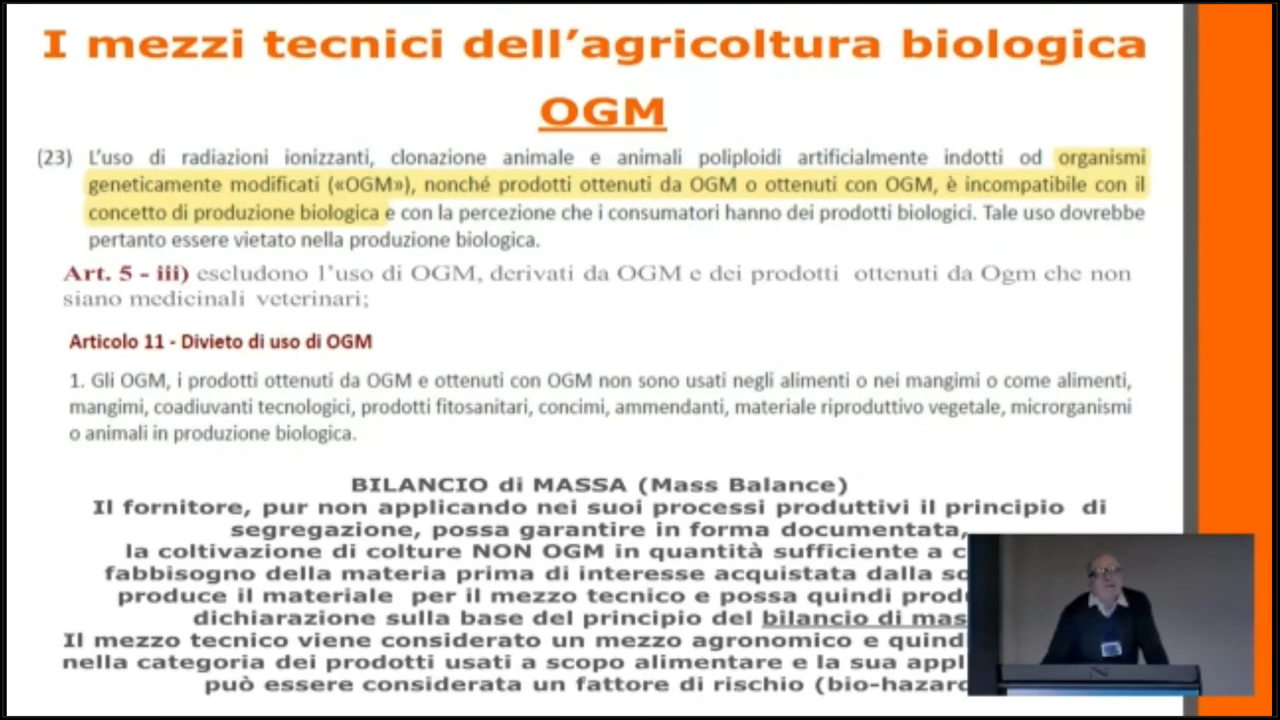 I mezzi tecnici dell’agricoltura biologica
OGM
(23) L’uso di radiazioni ionizzanti, clonazione animale e animali poliploidi artificialmente indotti od organismi
geneticamente modificati («OGM»), nonché prodotti ottenuti da OGM o ottenuti con OGM, è incompatibile con il
concetto di produzione biologica e con la percezione che i consumatori hanno dei prodotti biologici. Tale uso dovrebbe
pertanto essere vietato nella produzione biologica.
Art. 5 - iii) escludono l’uso di OGM, derivati da OGM e dei prodotti ottenuti da Ogm che non
siano medicinali veterinari;
Articolo 11 - Divieto di uso di OGM
1. Gli OGM, i prodotti ottenuti da OGM e ottenuti con OGM non sono usati negli alimenti o nei mangimi o come alimenti,
mangimi, coadiuvanti tecnologici, prodotti fitosanitari, concimi, ammendanti, materiale riproduttivo vegetale, microrganismi
o animali in produzione biologica.
BILANCIO di MASSA (Mass Balance)
Il fornitore, pur non applicando nei suoi processi produttivi il principio di
segregazione, possa garantire in forma documentata,
la coltivazione di colture NON OGM in quantità sufficiente a
fabbisogno della materia prima di interesse acquistata dalla
produce il materiale per il mezzo tecnico e possa quindi
dichiarazione sulla base del principio del bilancio di
Il mezzo tecnico viene considerato un mezzo agronomico e
nella categoria dei prodotti usati a scopo alimentare e la sua
può essere considerata un fattore di rischio